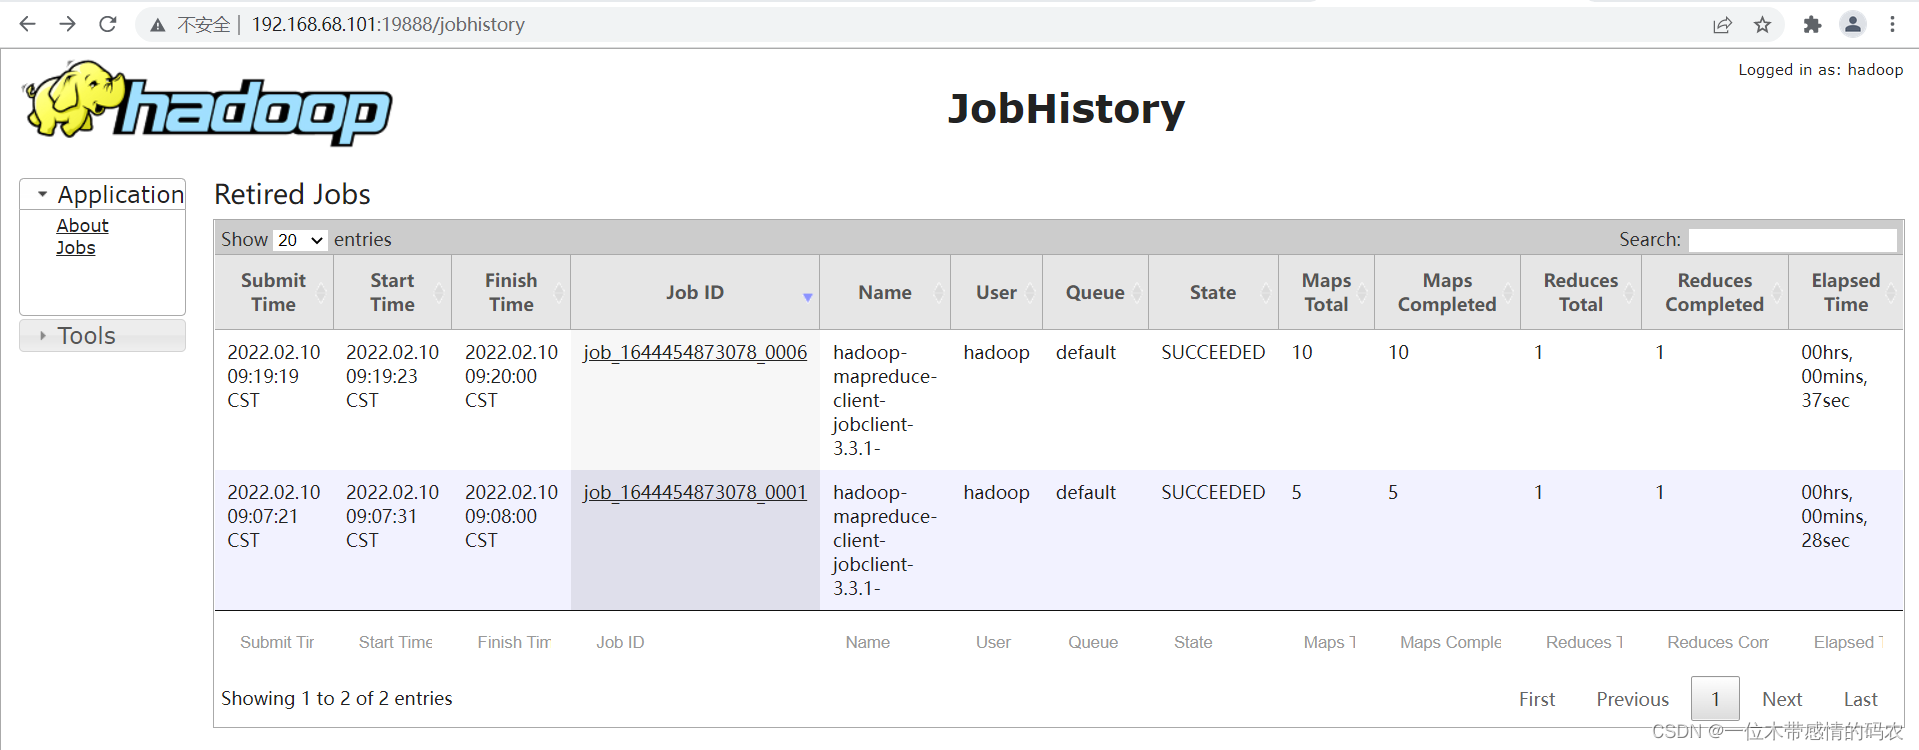 不安全 | 192.168.68.101:19888/jobhistory
hadoop
Logged in as: hadoop
JobHistory
Application
About
Jobs
Tools
Retired Jobs
Show 20 entries
Search:
Submit Time
Start Time
Finish Time
Job ID
Name
User
Queue
State
Maps Total
Maps Completed
Reduces Total
Reduces Completed
Elapsed Time
2022.02.10 09:19:19 CST
2022.02.10 09:19:23 CST
2022.02.10 09:20:00 CST
job_1644454873078_0006
hadoop-mapreduce-client-jobclient-3.3.1-
hadoop
default
SUCCEEDED
10
10
1
1
00hrs, 00mins, 37sec
2022.02.10 09:07:21 CST
2022.02.10 09:07:31 CST
2022.02.10 09:08:00 CST
job_1644454873078_0001
hadoop-mapreduce-client-jobclient-3.3.1-
hadoop
default
SUCCEEDED
5
5
1
1
00hrs, 00mins, 28sec
Submit Tir
Start Time
Finish Tim
Job ID
Name
User
Queue
State
Maps T
Maps Comple
Reduces T
Reduces Com
Elapsed T
Showing 1 to 2 of 2 entries
First
Previous
1
Next
Last
CSDN @一位木带感情的码农